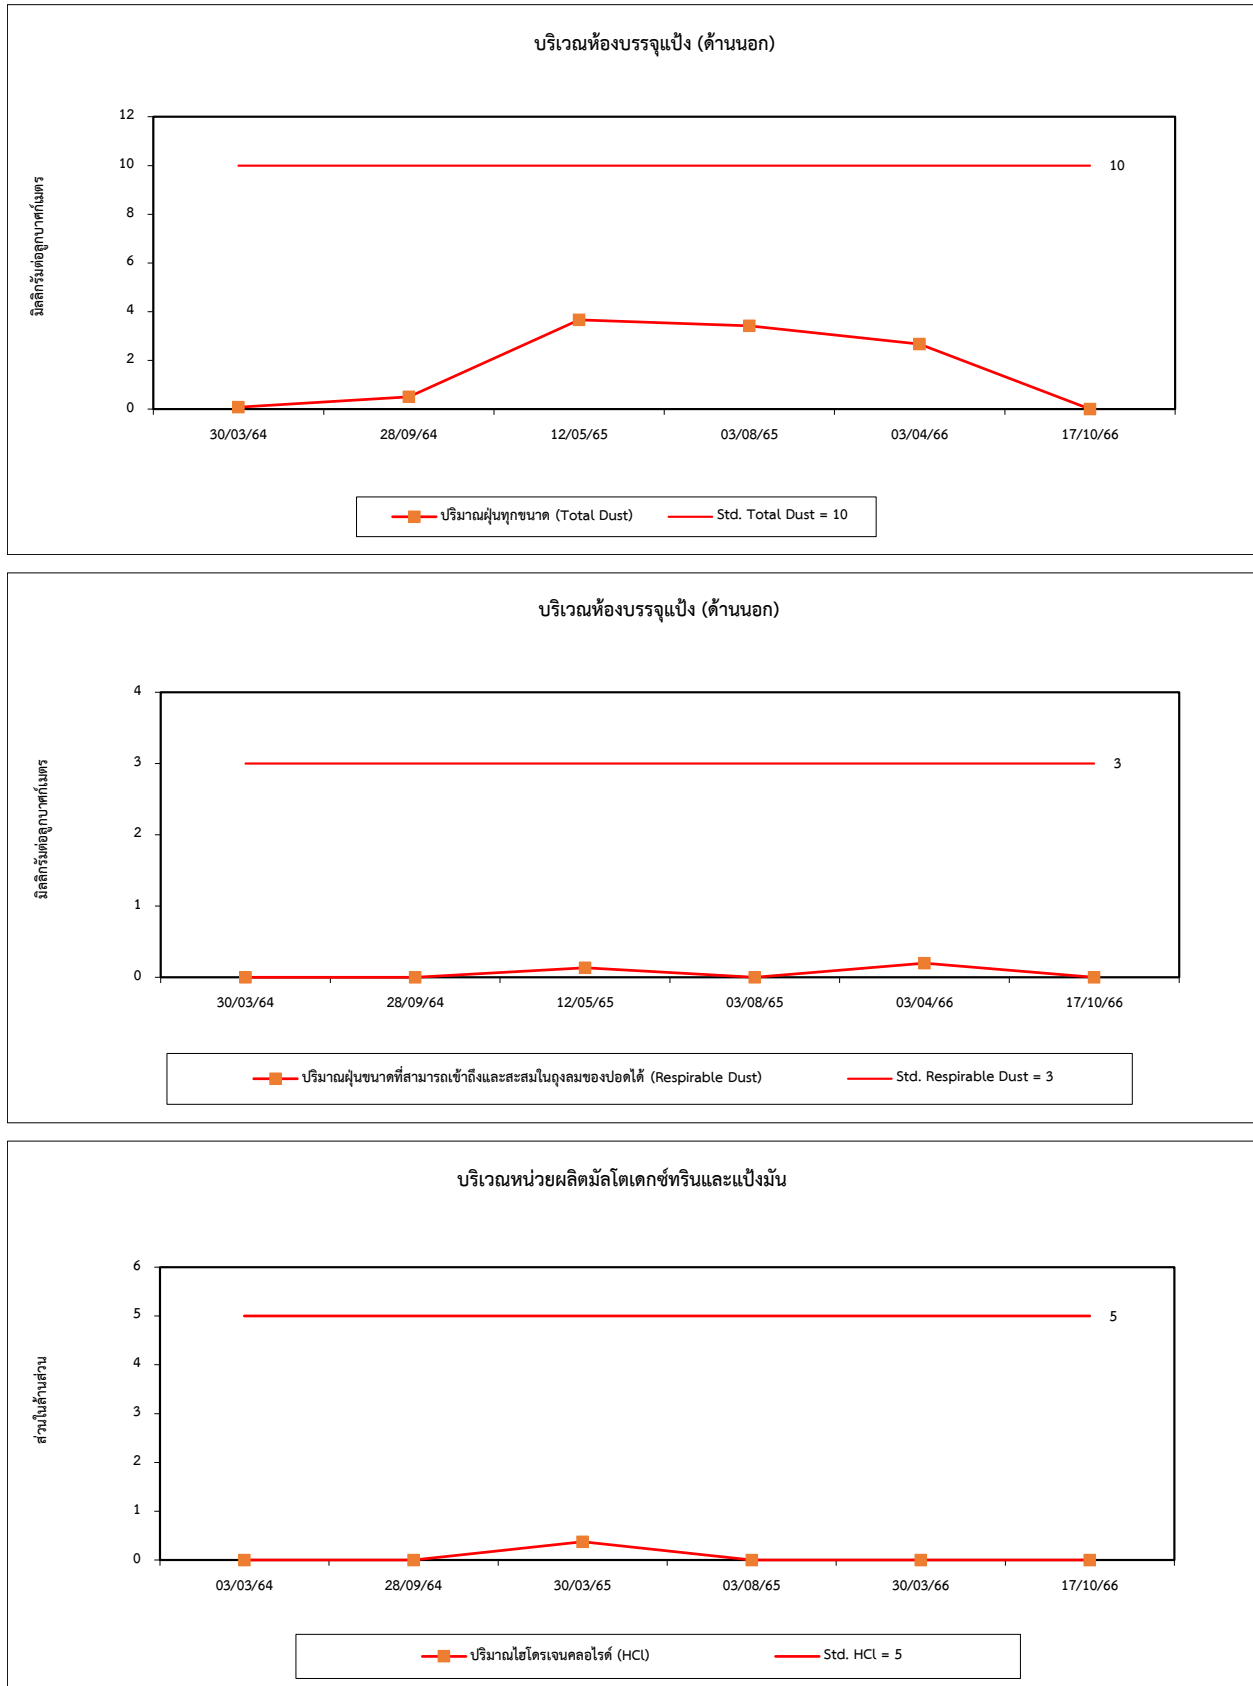 บริเวณห้องบรรจุแป้ง (ด้านนอก)
มิลลิกรัมต่อลูกบาศก์เมตร
12
10
8
6
4
2
0
10
30/03/64 28/09/64 12/05/65 03/08/65 03/04/66 17/10/66
ปริมาณฝุ่นทุกขนาด (Total Dust) Std. Total Dust = 10
บริเวณห้องบรรจุแป้ง (ด้านนอก)
มิลลิกรัมต่อลูกบาศก์เมตร
4
3
2
1
0
3
30/03/64 28/09/64 12/05/65 03/08/65 03/04/66 17/10/66
ปริมาณฝุ่นขนาดที่สามารถเข้าถึงและสะสมในถุงลมของปอดได้ (Respirable Dust) Std. Respirable Dust = 3
บริเวณหน่วยผลิตมัลโตเดกซ์ทรินและแป้งมัน
ส่วนในล้านส่วน
6
5
4
3
2
1
0
5
03/03/64 28/09/64 30/03/65 03/08/65 30/03/66 17/10/66
ปริมาณไฮโดรเจนคลอไรด์ (HCl) Std. HCl = 5